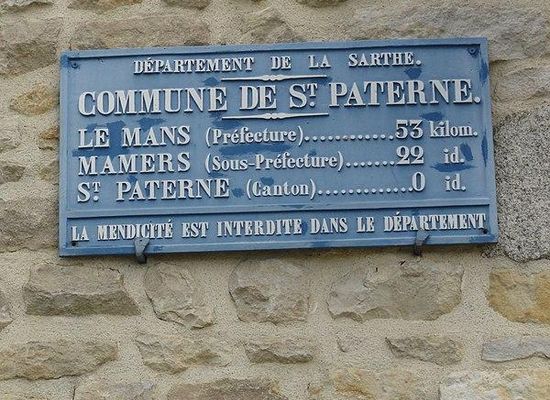 DÉPARTEMENT DE LA SARTHE.
COMMUNE DE ST. PATERNE.
LE MANS (Préfecture)..............53 kilom.
MAMERS (Sous-Préfecture).........22 id.
ST. PATERNE (Canton)...............0 id.
LA MENDICITÉ EST INTERDITE DANS LE DÉPARTEMENT